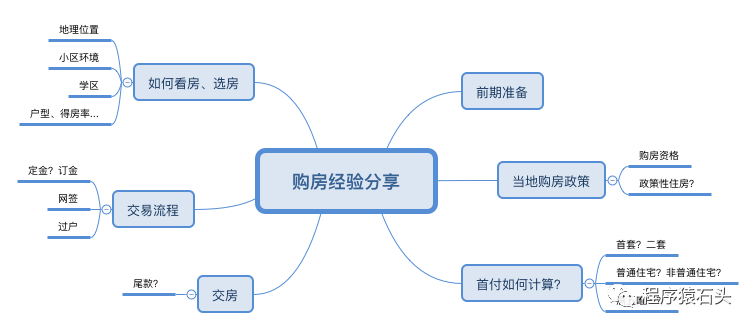 购房经验分享
前期准备
当地购房政策
购房资格
政策性住房?
首付如何计算?
首套? 二套
普通住宅? 非普通住宅?
程序猿石头
如何看房、选房
地理位置
小区环境
学区
户型、得房率...
交易流程
定金? 订金
网签
过户
交房
尾款?